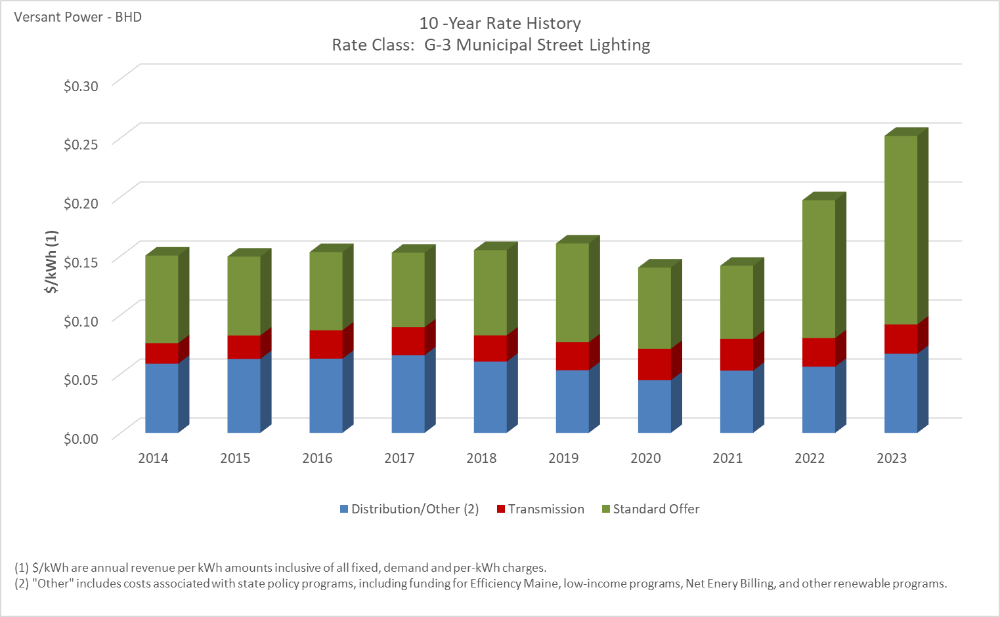 Versant Power - BHD
10 -Year Rate History
Rate Class:  G-3 Municipal Street Lighting
$0.30
$0.25
$0.20
$0.15
$0.10
$0.05
$0.00
$/kWh (1)
2014 2015 2016 2017 2018 2019 2020 2021 2022 2023
Distribution/Other (2) Transmission Standard Offer
(1) $/kWh are annual revenue per kWh amounts inclusive of all fixed, demand and per-kWh charges.
(2) "Other" includes costs associated with state policy programs, including funding for Efficiency Maine, low-income programs, Net Enery Billing, and other renewable programs.